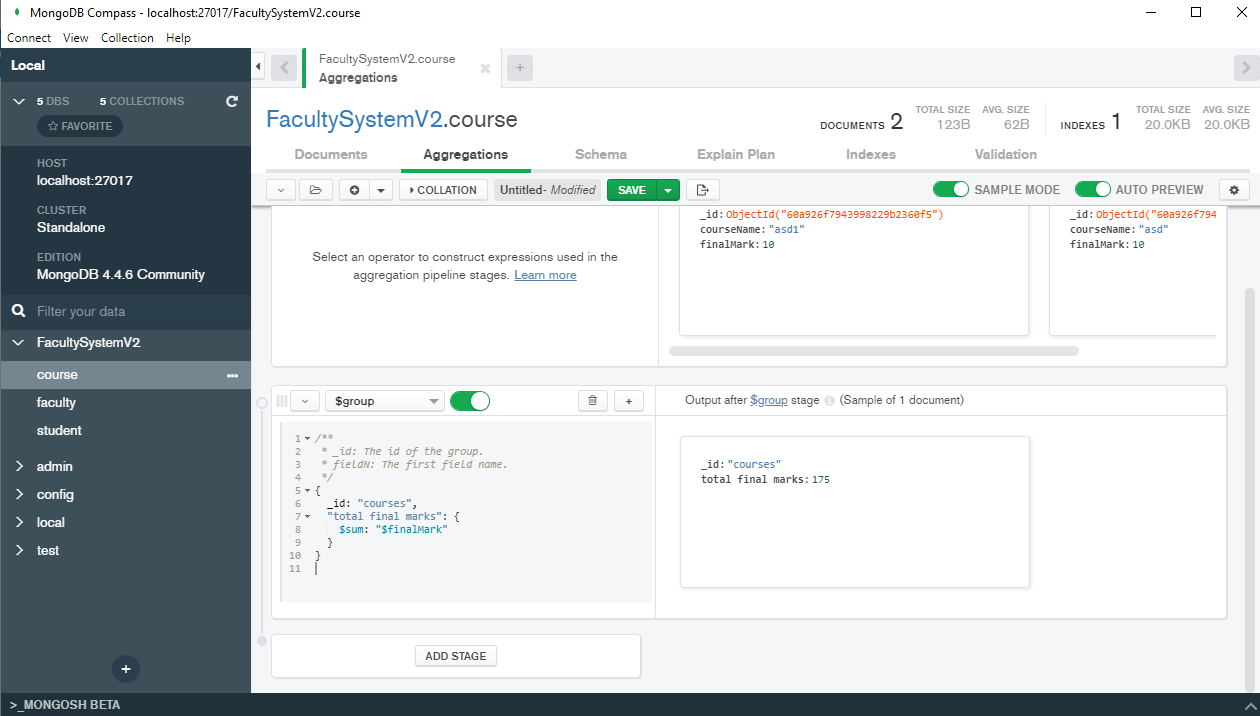 MongoDB Compass - localhost:27017/FacultySystemV2.course
Connect View Collection Help
Local
5 DBS 5 COLLECTIONS
FAVORITE
HOST
localhost:27017
CLUSTER
Standalone
EDITION
MongoDB 4.4.6 Community
Filter your data
FacultySystemV2
course
faculty
student
admin
config
local
test
>_MONGOSH BETA
FacultySystemV2.course
Aggregations
FacultySystemV2.course
DOCUMENTS 2
TOTAL SIZE
123B
AVG. SIZE
62B
INDEXES 1
TOTAL SIZE
20.0KB
AVG. SIZE
20.0KB
Documents Aggregations Schema Explain Plan Indexes Validation
COLLATION Untitled- Modified SAVE SAMPLE MODE AUTO PREVIEW
Select an operator to construct expressions used in the
aggregation pipeline stages. Learn more
_id:ObjectId("60a926f7943998229b2360f5")
courseName:"asd1"
finalMark:10
_id:ObjectId("60a926f794
courseName:"asd"
finalMark:10
$group
Output after $group stage (Sample of 1 document)
1 /**
2 * _id: The id of the group.
3 * fieldN: The first field name.
4 */
5 {
6 _id: "courses",
7 "total final marks": {
8 $sum: "$finalMark"
9 }
10 }
11
_id:"courses"
total final marks:175
ADD STAGE